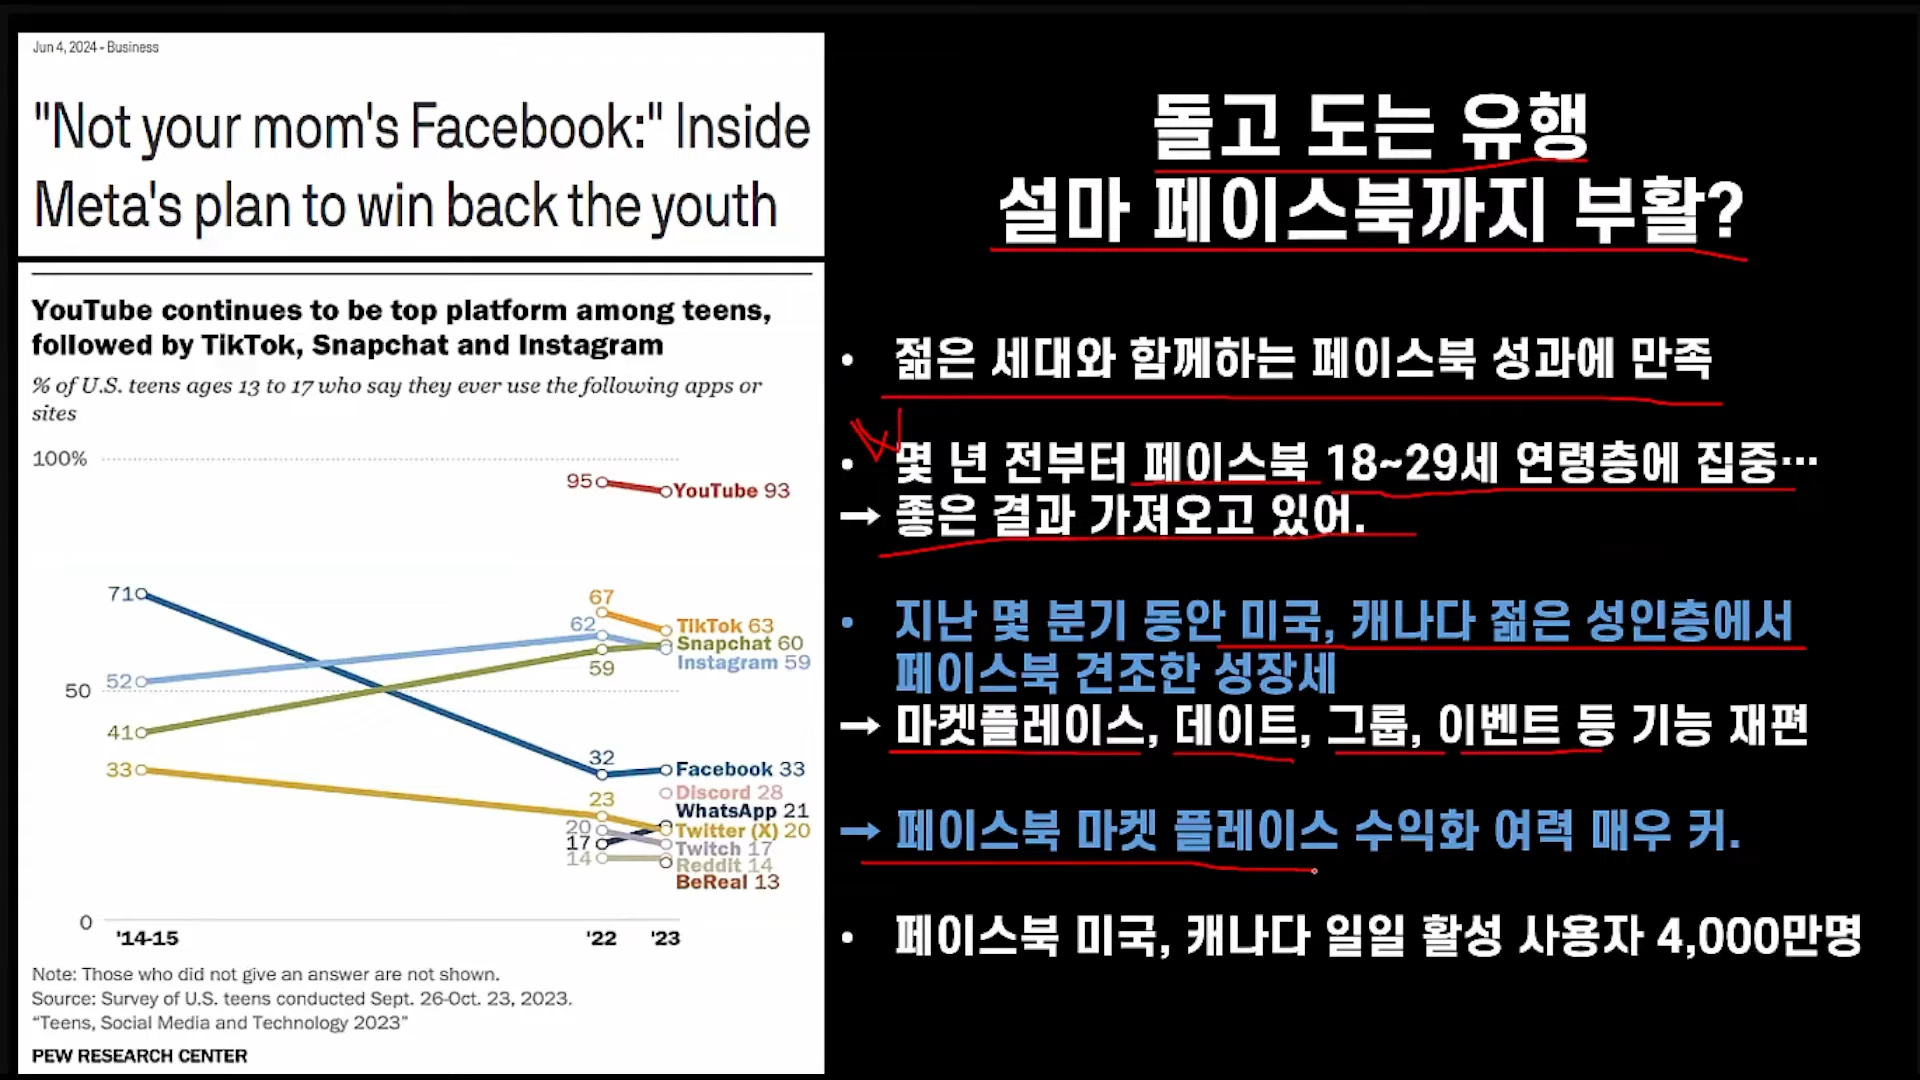 Jun 4, 2024 - Business
"Not your mom's Facebook:" Inside
Meta's plan to win back the youth
YouTube continues to be top platform among teens,
followed by TikTok, Snapchat and Instagram
% of U.S. teens ages 13 to 17 who say they ever use the following apps or
sites
100%
95
YouTube 93
71
67
62
TikTok 63
Snapchat 60
59
Instagram 59
52
50
41
33
32
Facebook 33
Discord 28
23
WhatsApp 21
20
Twitter (X) 20
17
Twitch 17
14
Reddit 14
BeReal 13
0
'14-15
'22
'23
Note: Those who did not give an answer are not shown.
Source: Survey of U.S. teens conducted Sept. 26-Oct. 23, 2023.
“Teens, Social Media and Technology 2023”
PEW RESEARCH CENTER
돌고 도는 유행
설마 페이스북까지 부활?
• 젊은 세대와 함께하는 페이스북 성과에 만족
• 몇 년 전부터 페이스북 18~29세 연령층에 집중…
→ 좋은 결과 가져오고 있어.
• 지난 몇 분기 동안 미국, 캐나다 젊은 성인층에서
페이스북 견조한 성장세
→ 마켓플레이스, 데이트, 그룹, 이벤트 등 기능 재편
→ 페이스북 마켓 플레이스 수익화 여력 매우 커.
• 페이스북 미국, 캐나다 일일 활성 사용자 4,000만명